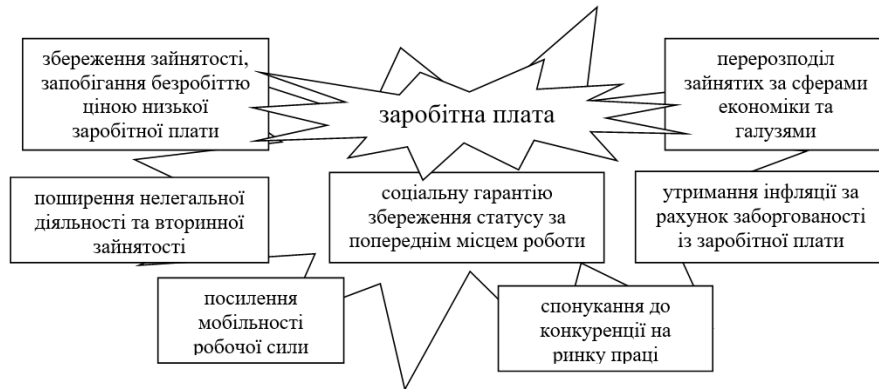 збереження зайнятості,
запобігання безробіттю
ціною низької
заробітної плати
заробітна плата
перерозподіл
зайнятих за сферами
економіки та
галузями
поширення нелегальної
діяльності та вторинної
зайнятості
соціальну гарантію
збереження статусу за
попереднім місцем роботи
утримання інфляції за
рахунок заборгованості
із заробітної плати
посилення
мобільності
робочої сили
спонукання до
конкуренції на
ринку праці